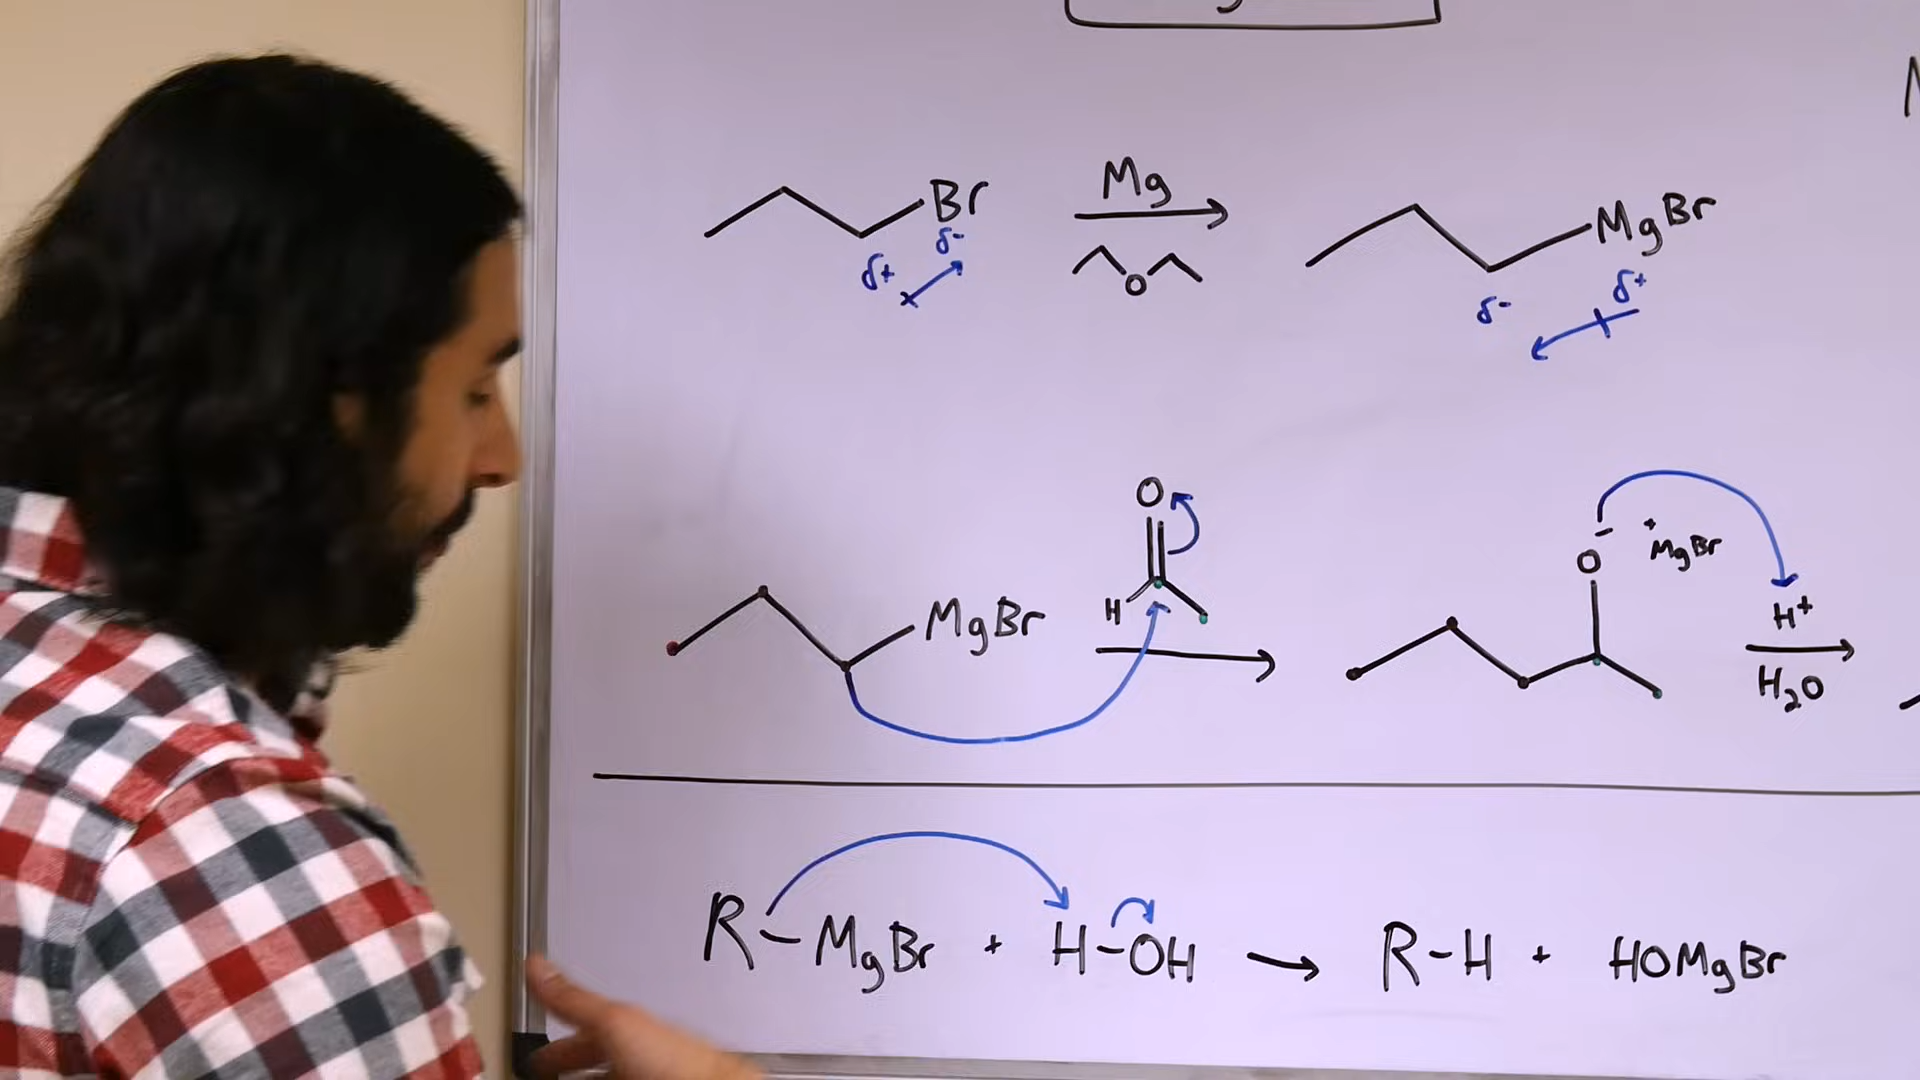 Mg
Br
MgBr
δ-
δ+
O
δ-
δ+
O
O
-
+
MgBr
H
MgBr
H+
H2O
R-MgBr + H-OH → R-H + HOMgBr